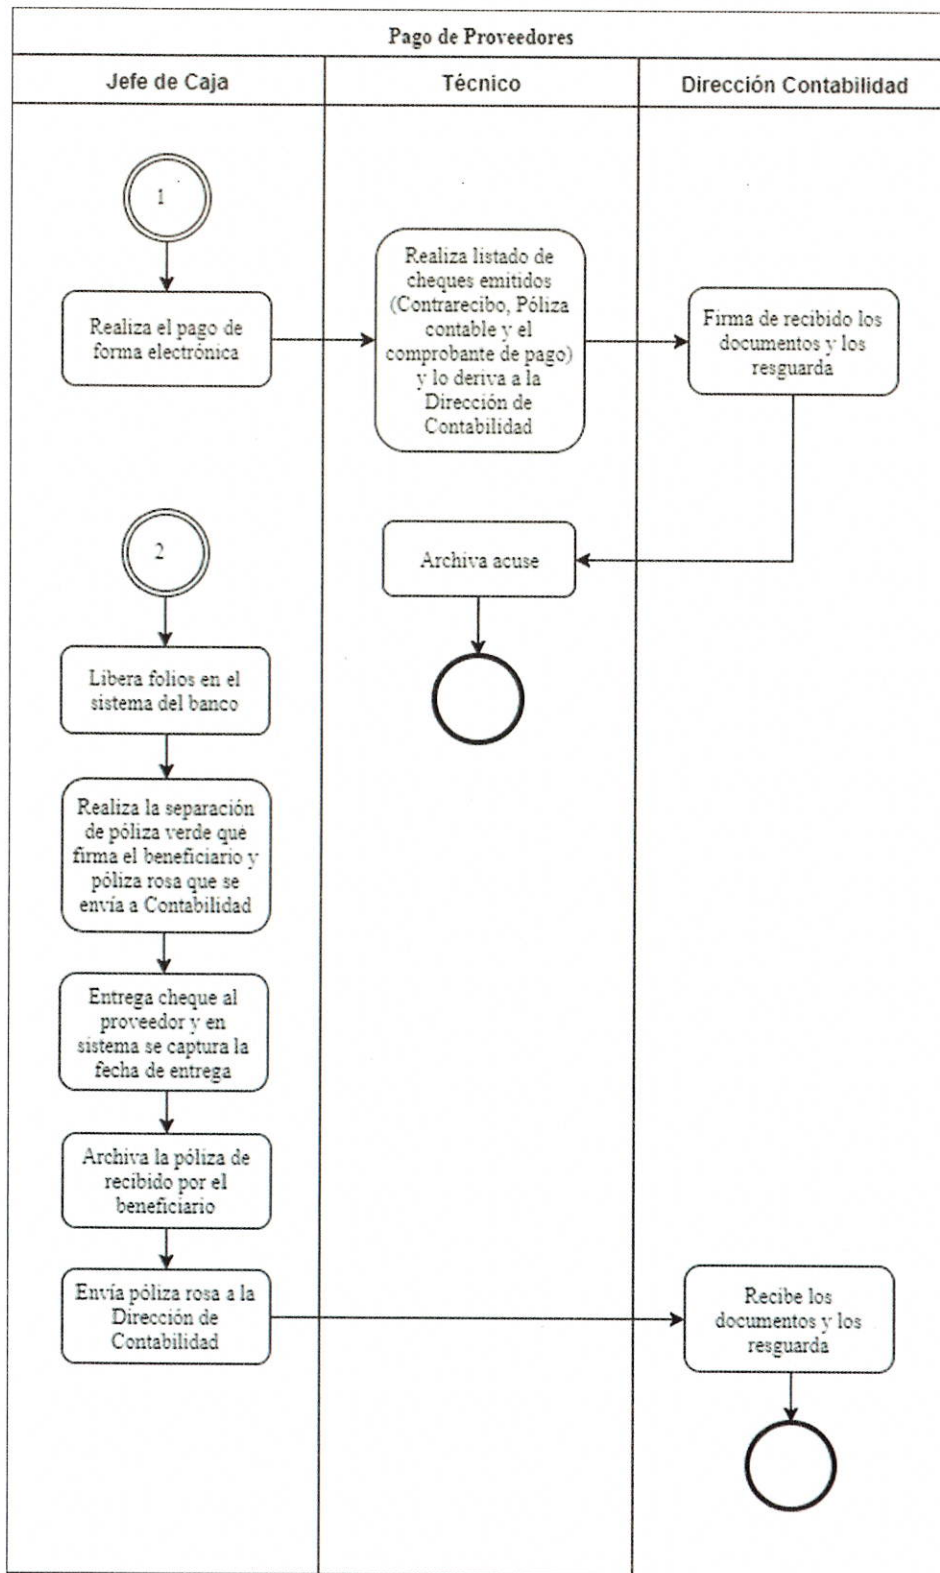 Pago de Proveedores
Jefe de Caja
Técnico
Dirección Contabilidad
1
Realiza el pago de
forma electrónica
Realiza listado de
cheques emitidos
(Contrarecibo, Póliza
contable y el
comprobante de pago)
y lo deriva a la
Dirección de
Contabilidad
Firma de recibido los
documentos y los
resguarda
Archiva acuse
2
Libera folios en el
sistema del banco
Realiza la separación
de póliza verde que
firma el beneficiario y
póliza rosa que se
envía a Contabilidad
Entrega cheque al
proveedor y en
sistema se captura la
fecha de entrega
Archiva la póliza de
recibido por el
beneficiario
Envía póliza rosa a la
Dirección de
Contabilidad
Recibe los
documentos y los
resguarda